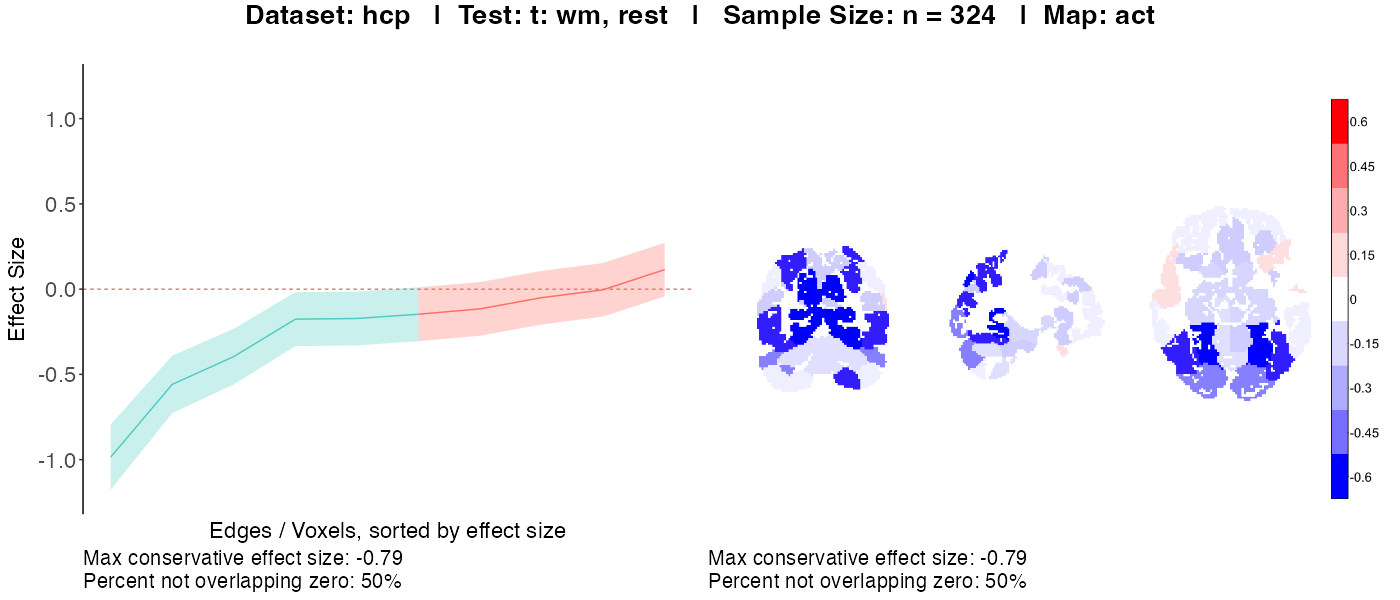 Dataset: hcp | Test: t: wm, rest | Sample Size: n = 324 | Map: act
1.0
0.5
0.0
-0.5
-1.0
Effect Size
Edges / Voxels, sorted by effect size
Max conservative effect size: -0.79
Percent not overlapping zero: 50%
0.6
0.45
0.3
0.15
0
-0.15
-0.3
-0.45
-0.6
Max conservative effect size: -0.79
Percent not overlapping zero: 50%